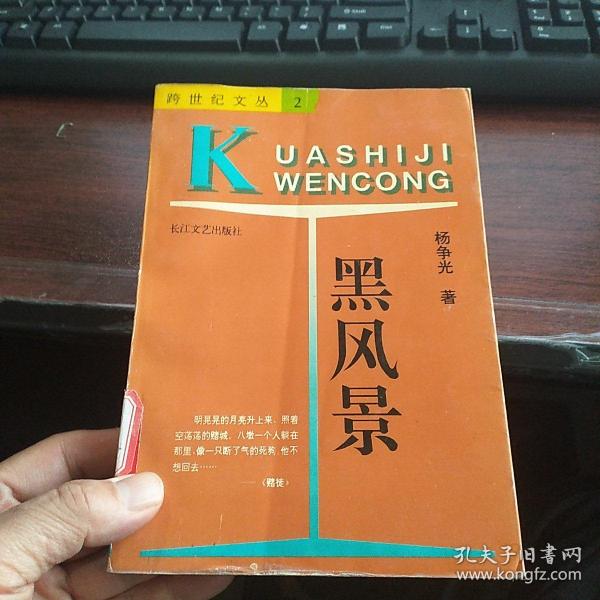 跨世纪文丛 2
KUASHIJI
WENCONG
长江文艺出版社
杨争光 著
黑风景
明晃晃的月亮升上来，照着
空荡荡的赌城，八墩一个人躺在
那里，像一只断了气的死狗，他不
想回去……
——《赌徒》
孔夫子旧书网
www.kongfz.com